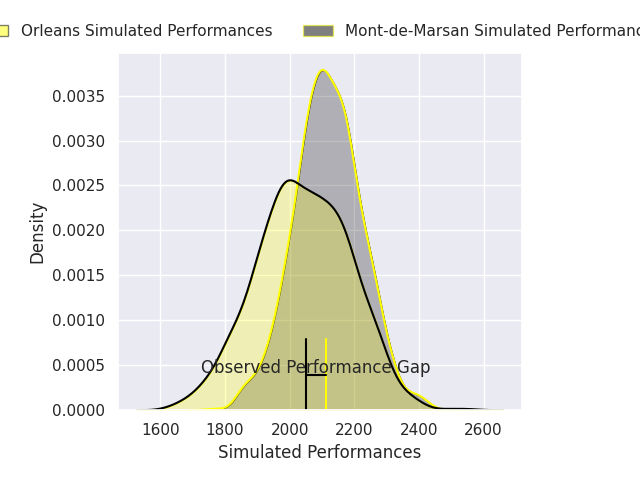 Orleans Simulated Performances
Mont-de-Marsan Simulated Performanc
0.0035
0.0030
0.0025
0.0020
0.0015
0.0010
0.0005
0.0000
Density
Observed Performance Gap
1600 1800 2000 2200 2400 2600
Simulated Performances